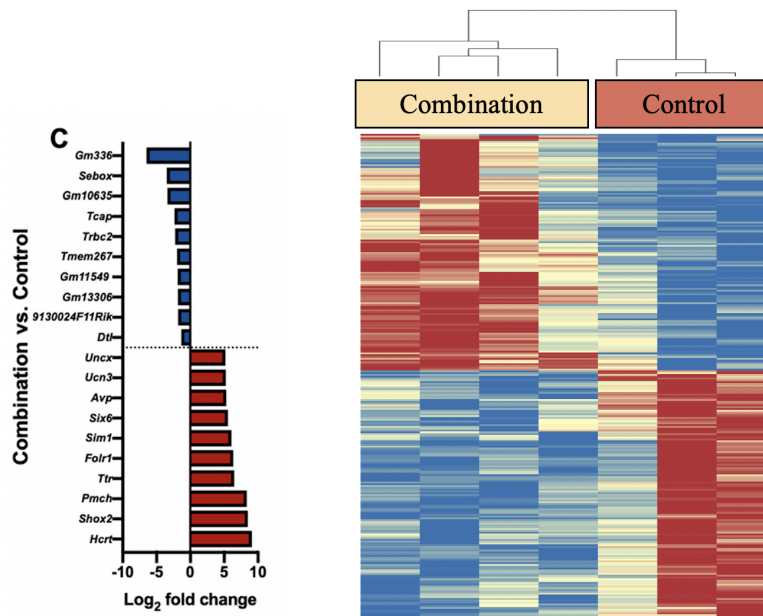 C
Combination vs. Control
Gm336
Sebox
Gm10635
Tcap
Trbc2
Tmem267
Gm11549
Gm13306
9130024F11Rik
Dtl
Uncx
Ucn3
Avp
Six6
Sim1
Folr1
Ttr
Pmch
Shox2
Hcrt
-10 -5 0 5 10
Log2 fold change
Combination
Control